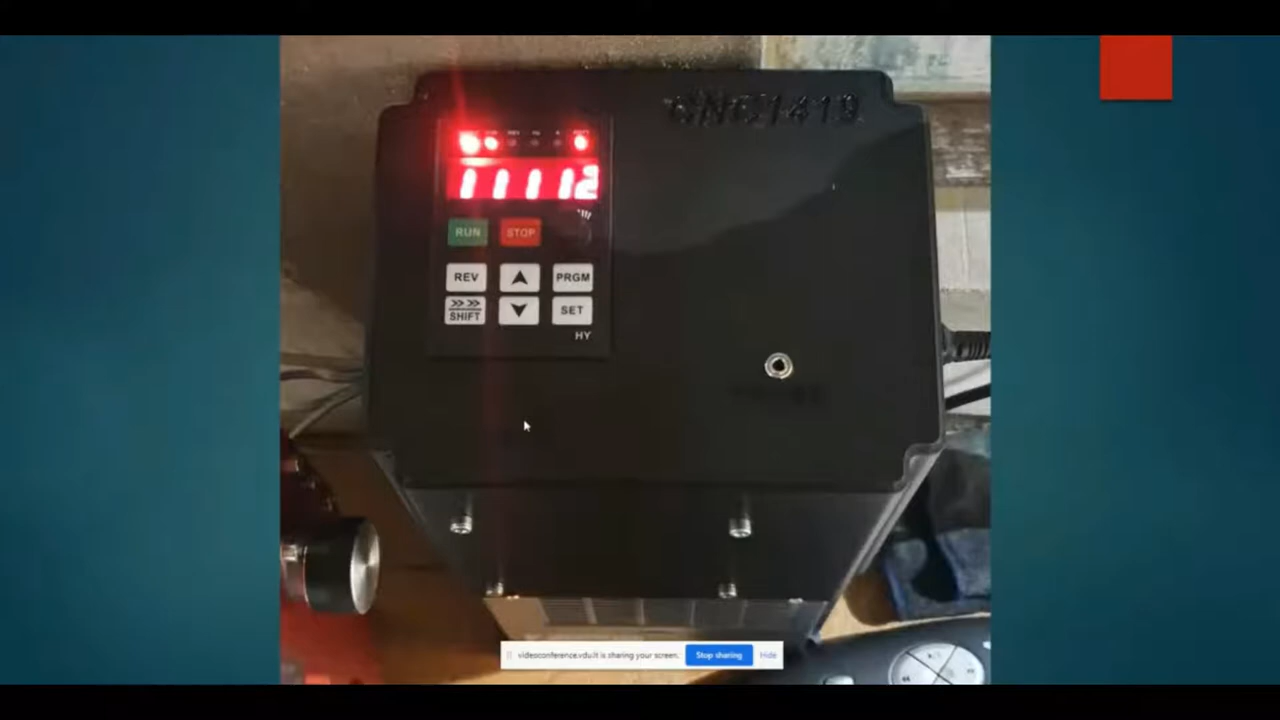 CNC1419
11112
RUN STOP
REV PRGM
SHIFT SET
HY
videoconference.vdu.lt is sharing your screen. Stop sharing Hide